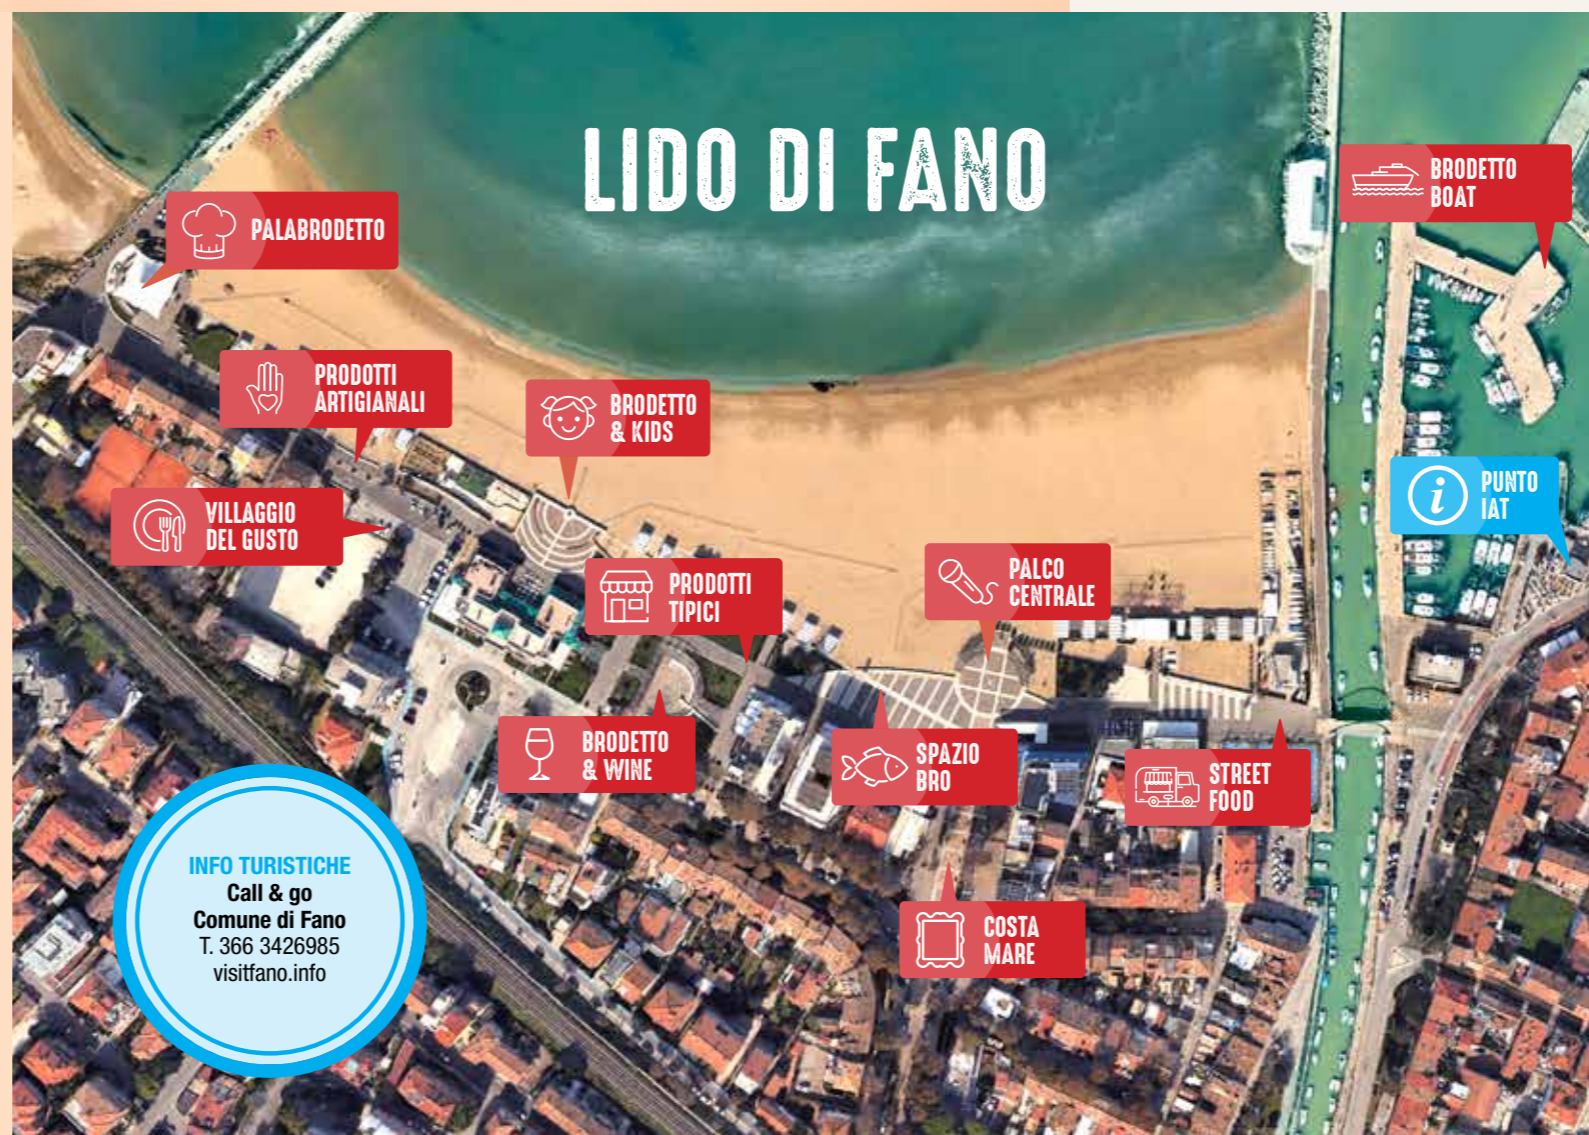 LIDO DI FANO
BRODETTO
BOAT
PALABRODETTO
PRODOTTI
ARTIGIANALI
BRODETTO
& KIDS
VILLAGGIO
DEL GUSTO
PUNTO
IAT
PRODOTTI
TIPICI
PALCO
CENTRALE
BRODETTO
& WINE
SPAZIO
BRO
STREET
FOOD
COSTA
MARE
INFO TURISTICHE
Call & go
Comune di Fano
T. 366 3426985
visitfano.info